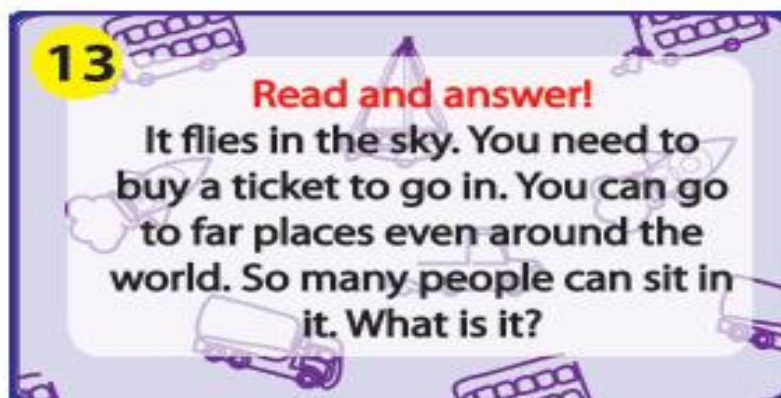 13
Read and answer!
It flies in the sky. You need to
buy a ticket to go in. You can go
to far places even around the
world. So many people can sit in
it. What is it?